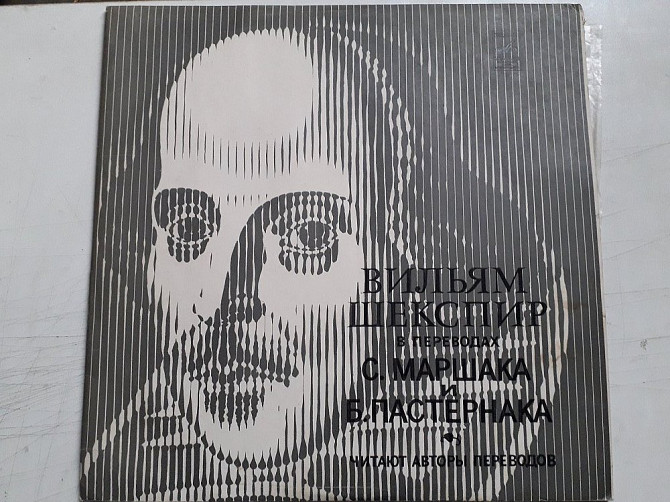 ВИЛЬЯМ
ШЕКСПИР
В ПЕРЕВОДАХ
С. МАРШАКА
И
Б. ПАСТЕРНАКА
ЧИТАЮТ АВТОРЫ ПЕРЕВОДОВ